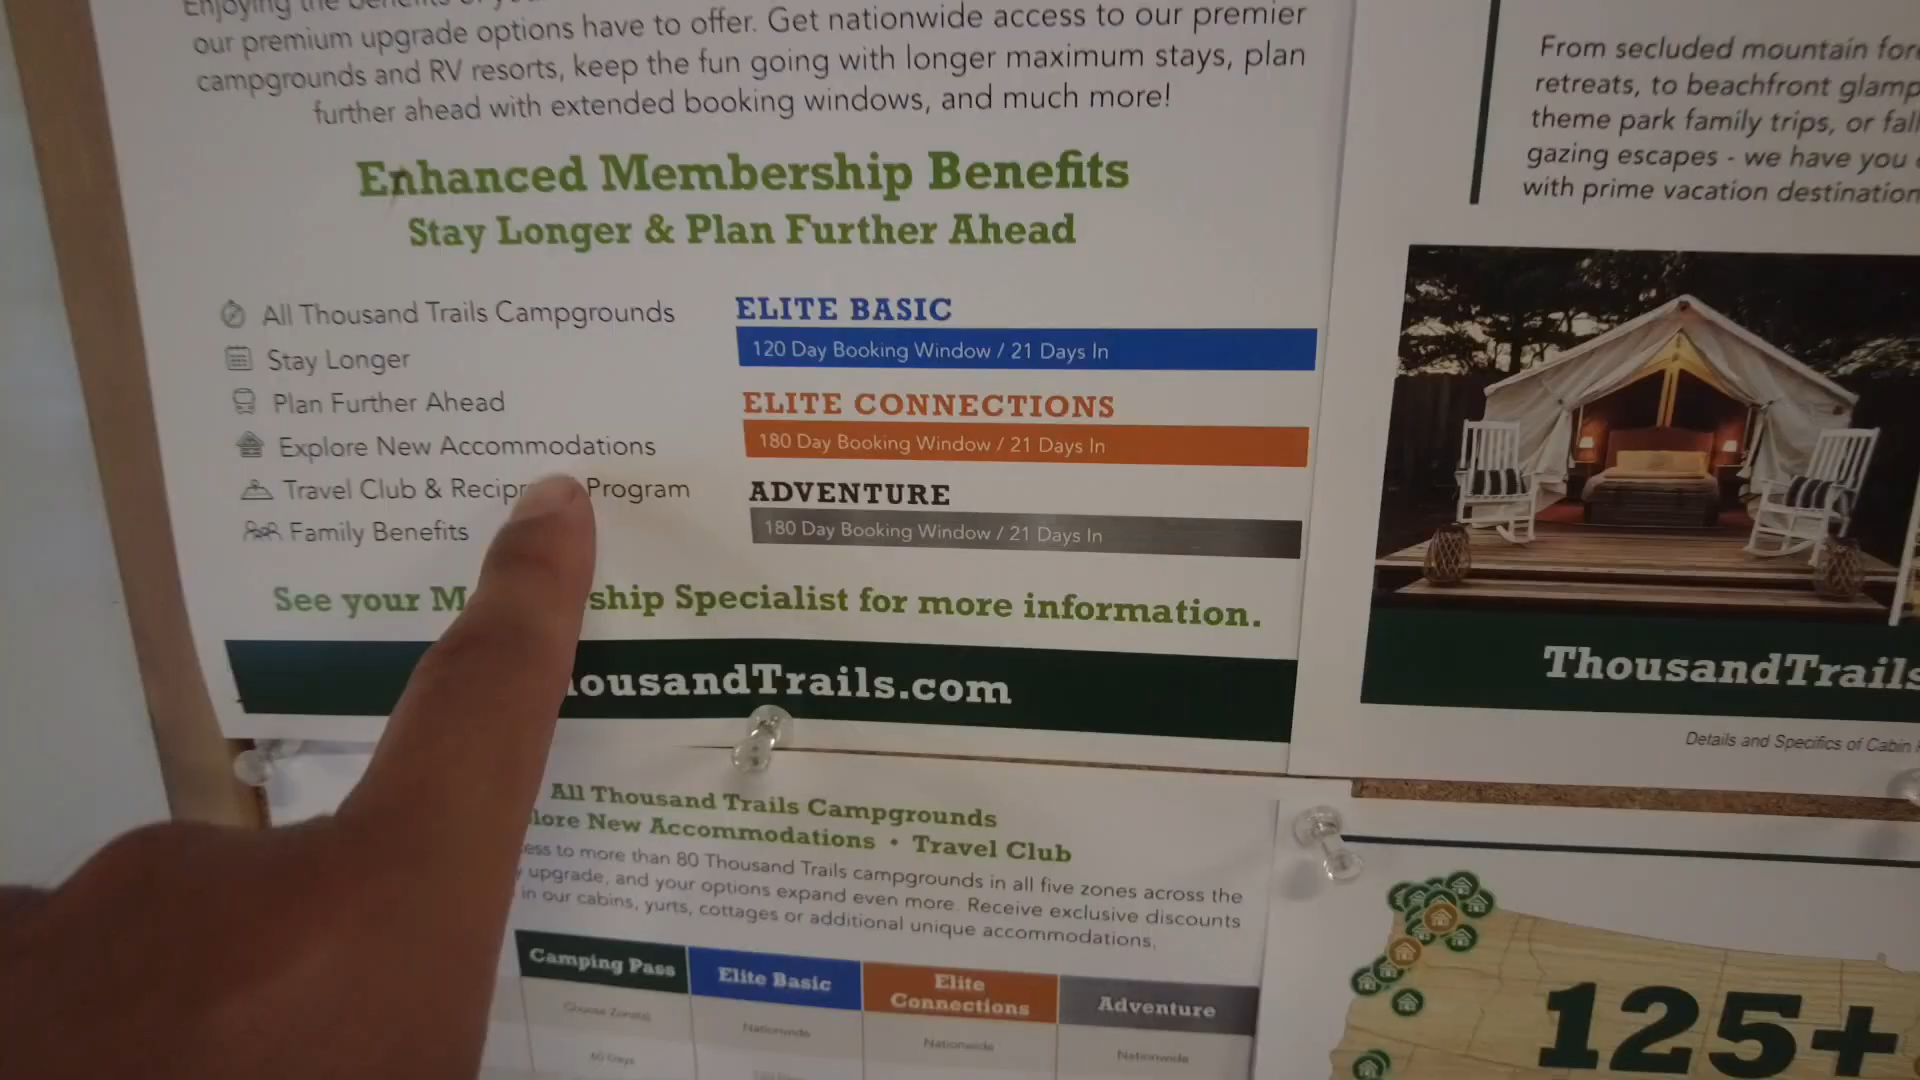 Enjoying the
our premium upgrade options have to offer. Get nationwide access to our premier
campgrounds and RV resorts, keep the fun going with longer maximum stays, plan
further ahead with extended booking windows, and much more!
Enhanced Membership Benefits
Stay Longer & Plan Further Ahead
All Thousand Trails Campgrounds
Stay Longer
Plan Further Ahead
Explore New Accommodations
Travel Club & Program
Family Benefits
ELITE BASIC
120 Day Booking Window / 21 Days In
ELITE CONNECTIONS
180 Day Booking Window / 21 Days In
ADVENTURE
180 Day Booking Window / 21 Days In
See your Specialist for more information.
ousandTrails.com
From secluded mountain
retreats, to beachfront
theme park family trips, or
gazing escapes - we have you
with prime vacation
ThousandTrails
Details and Specifics of Cabin
All Thousand Trails Campgrounds
lore New Accommodations • Travel Club
ess to more than 80 Thousand Trails campgrounds in all five zones across the
upgrade, and your options expand even more. Receive exclusive discounts
in our cabins, yurts, cottages or additional unique accommodations.
Camping Pass
Elite Basic
Elite
Connections
Adventure
Choose Zone(s)
Nationwide
Nationwide
Nationwide
60 Days
125+